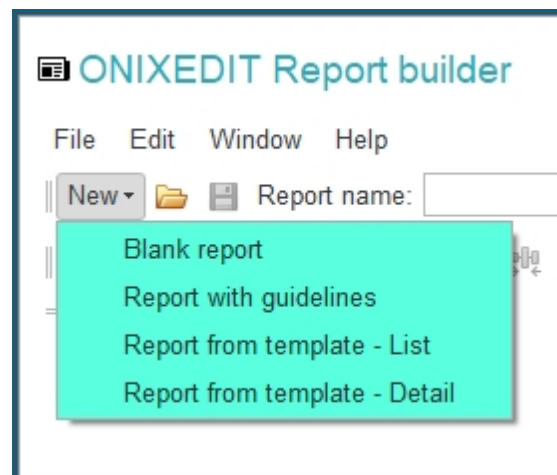 ONIXEDIT Report builder
File Edit Window Help
New Report name:
Blank report
Report with guidelines
Report from template - List
Report from template - Detail